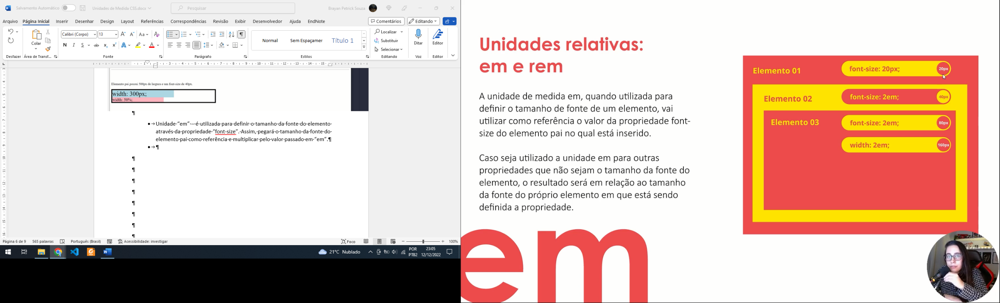 Salvamento Automático
Unidades de Medida CSS.docx
Pesquisar
Brayan Petrick Souza
Arquivo Página Inicial Inserir Desenhar Design Layout Referências Correspondências Revisão Exibir Desenvolvedor Ajuda EndNote
Comentários
Editando
Colar
Calibri (Corpo) 13
N I S ab x₂ x² A A
Aa
Normal Sem Espaçamer Título 1
Localizar
Substituir
Selecionar
Ditar
Editor
Desfazer Área de Transf... Fonte Parágrafo Estilos Editando Voz Editor
Elemento pai possui 500px de largura e um font-size de 40px.
width: 300px;
width: 50%;
¶
•→Unidade·“em”·–·é·utilizada·para·definir·o·tamanho·da·fonte·do·elemento·
através·da·propriedade·“font-size”.·Assim,·pegará·o·tamanho·da·fonte·do·
elemento·pai·como·referência·e·multiplicar·pelo·valor·passado·em·“em”.¶
•→¶
¶
¶
¶
¶
¶
¶
¶
¶
Página 6 de 9 565 palavras Português (Brasil) Acessibilidade: investigar Foco 100%
21°C Nublado
POR
PTB2
23:05
12/12/2022
Unidades relativas:
em e rem
A unidade de medida em, quando utilizada para
definir o tamanho de fonte de um elemento, vai
utilizar como referência o valor da propriedade font-
size do elemento pai no qual está inserido.
Caso seja utilizado a unidade em para outras
propriedades que não sejam o tamanho da fonte do
elemento, o resultado será em relação ao tamanho
da fonte do próprio elemento em que está sendo
definida a propriedade.
em
Elemento 01
font-size: 20px; 20px
Elemento 02
font-size: 2em; 40px
Elemento 03
font-size: 2em; 80px
width: 2em; 160px